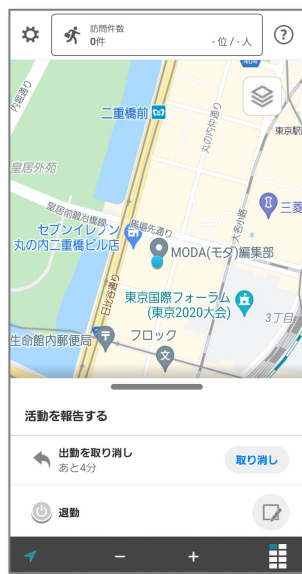 訪問件数
0件
- 位 / - 人
?
404
内堀通り
二重橋前
丸の内仲通り
東京駅
皇居外苑
皇居前鍛冶橋線
馬場先通り
大名小路
三菱
セブンイレブン
丸の内二重橋ビル店
MODA(モダ)編集部
日比谷通り
東京国際フォーラム
(東京2020大会)
3丁目
生命館内郵便局
フロック
活動を報告する
出勤を取り消し
あと4分
取り消し
退勤